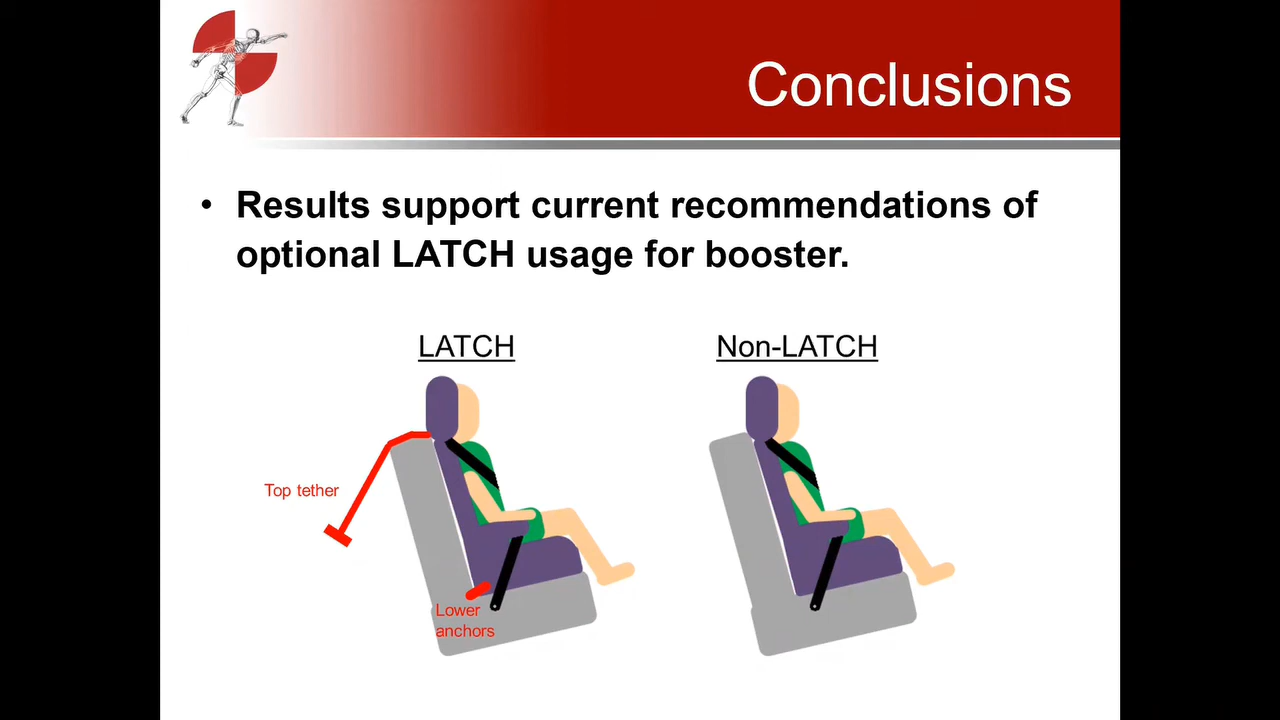 Conclusions
• Results support current recommendations of
optional LATCH usage for booster.
LATCH
Non-LATCH
Top tether
Lower
anchors